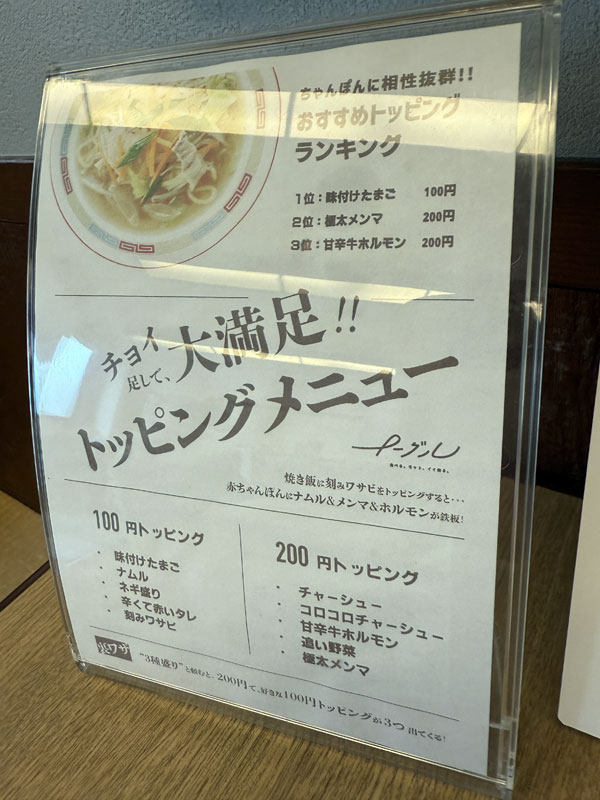 ちゃんぽんに相性抜群!!
おすすめトッピング
ランキング
1位：味付けたまご 100円
2位：極太メンマ 200円
3位：甘辛牛ホルモン 200円
チョイ
足して、大満足!!
トッピングメニュー
焼き飯に刻みワサビをトッピングすると…
赤ちゃんぽんにナムル&メンマ&ホルモンが鉄板!
100 円トッピング
・ 味付けたまご
・ ナムル
・ ネギ盛り
・ 辛くて赤いタレ
・ 刻みワサビ
200 円トッピング
・ チャーシュー
・ コロコロチャーシュー
・ 甘辛牛ホルモン
・ 追い野菜
・ 極太メンマ
裏ワザ "3種盛り"と頼むと、200円で、好きな100円トッピングが3つ 出てくる!